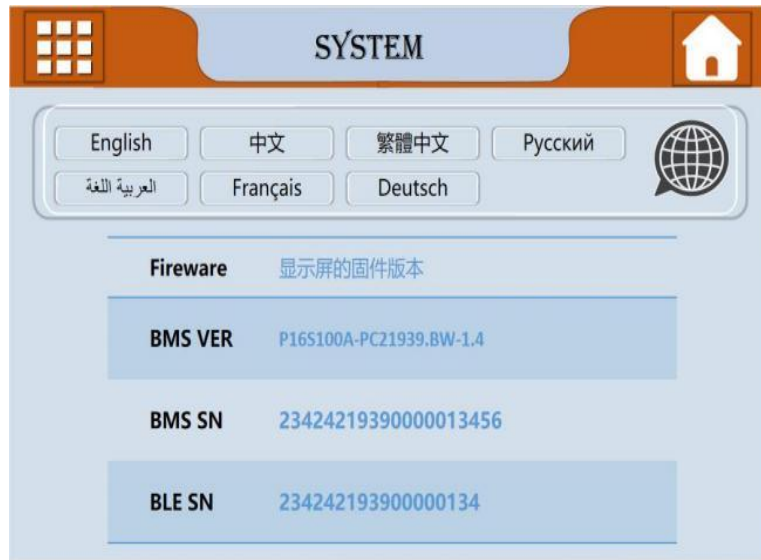 SYSTEM
English 中文 繁體中文 Русский
العربية اللغة Français Deutsch
Fireware 显示屏的固件版本
BMS VER P16S100A-PC21939.BW-1.4
BMS SN 23424219390000013456
BLE SN 234242193900000134